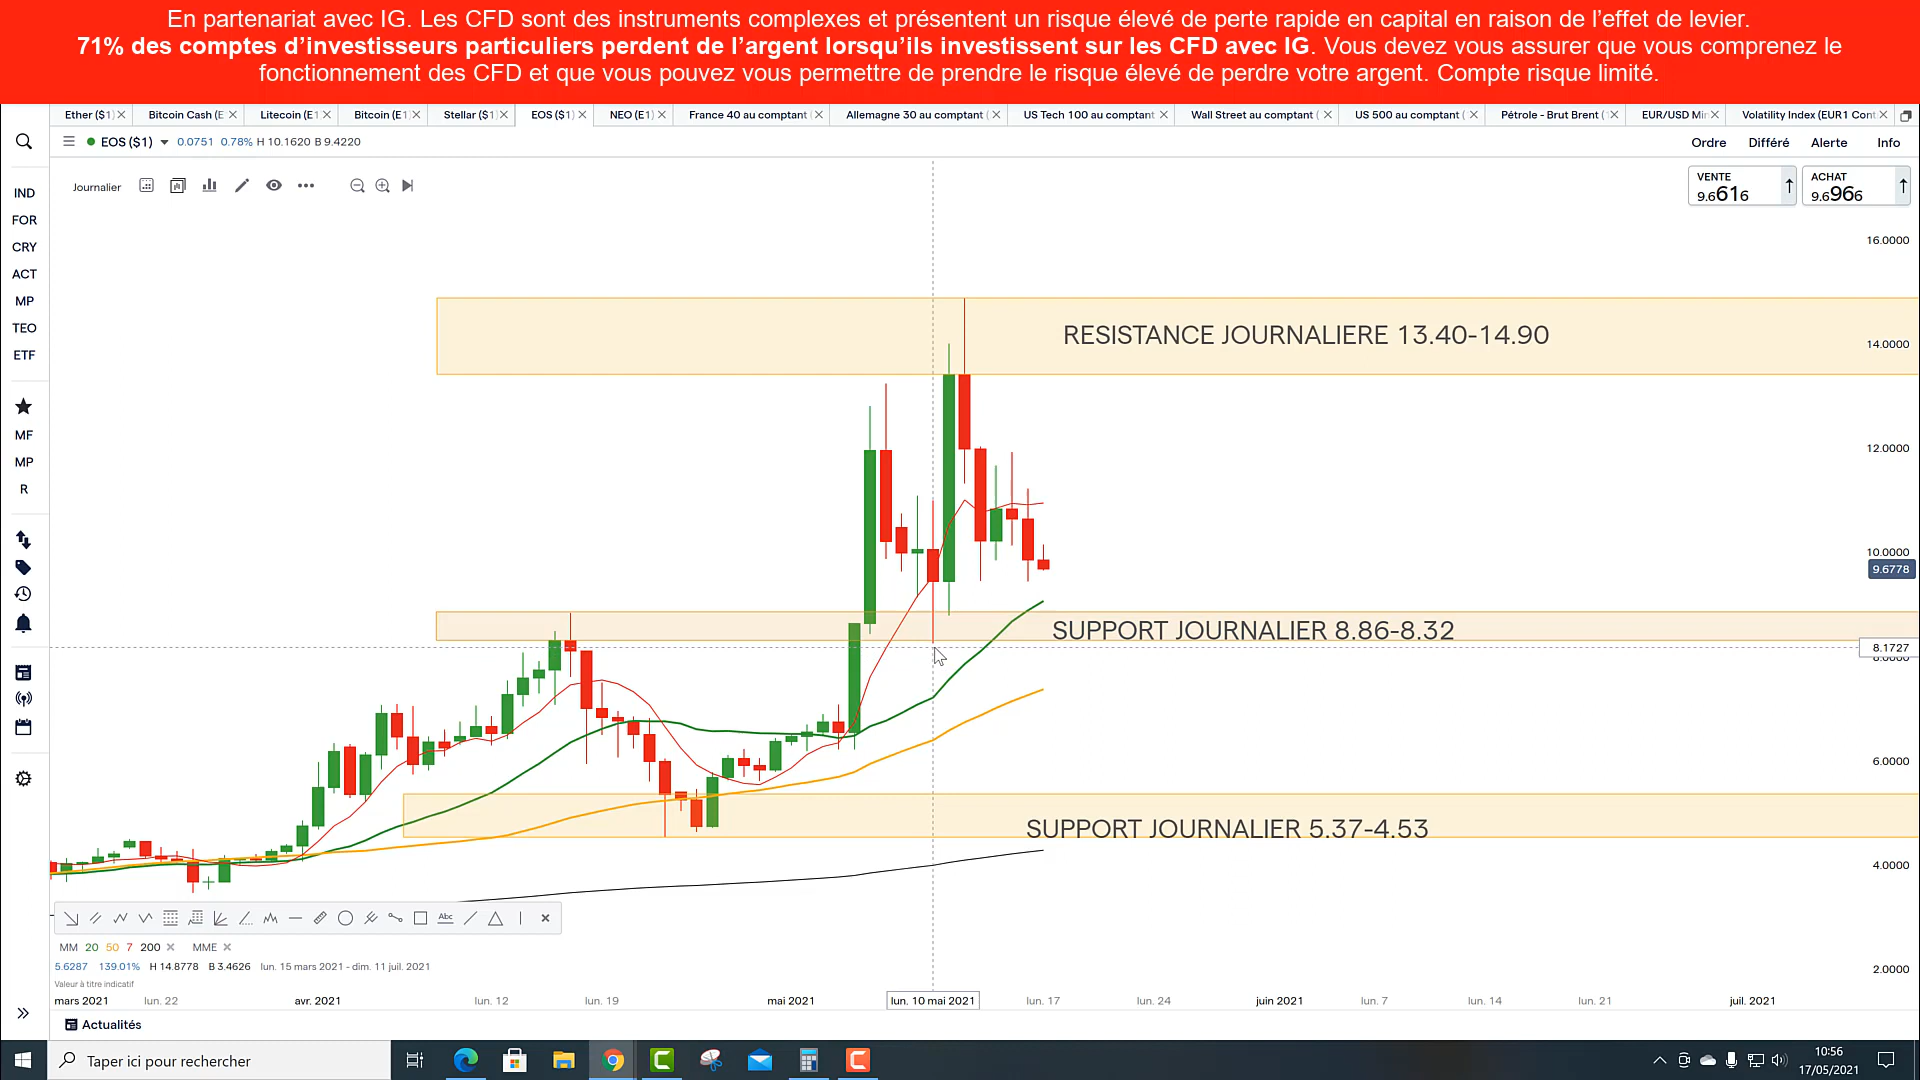 En partenariat avec IG. Les CFD sont des instruments complexes et présentent un risque élevé de perte rapide en capital en raison de l’effet de levier.
71% des comptes d’investisseurs particuliers perdent de l’argent lorsqu’ils investissent sur les CFD avec IG. Vous devez vous assurer que vous comprenez le
fonctionnement des CFD et que vous pouvez vous permettre de prendre le risque élevé de perdre votre argent. Compte risque limité.
Ether ($1) Bitcoin Cash (E Litecoin (E1 Bitcoin (E1 Stellar ($1) EOS ($1) NEO (E1) France 40 au comptant ( Allemagne 30 au comptant ( US Tech 100 au comptant Wall Street au comptant ( US 500 au comptant ( Pétrole - Brut Brent ( EUR/USD Mi Volatility Index (EUR1 Cont
EOS ($1) 0.0751 0.78% H 10.1620 B 9.4220
Ordre Différé Alerte Info
Journalier
VENTE
9.6616
ACHAT
9.6966
IND
FOR
CRY
ACT
MP
TEO
ETF
MF
MP
R
16.0000
RESISTANCE JOURNALIERE 13.40-14.90
14.0000
12.0000
10.0000
9.6778
SUPPORT JOURNALIER 8.86-8.32
8.1727
8.0000
6.0000
SUPPORT JOURNALIER 5.37-4.53
4.0000
2.0000
Abc
MM 20 50 7 200 MME
5.6287 139.01% H 14.8778 B 3.4626 lun. 15 mars 2021 - dim. 11 juil. 2021
Valeur à titre indicatif
mars 2021 lun. 22 avr. 2021 lun. 12 lun. 19 mai 2021 lun. 10 mai 2021 lun. 17 lun. 24 juin 2021 lun. 7 lun. 14 lun. 21 juil. 2021
Actualités
Taper ici pour rechercher
10:56
17/05/2021